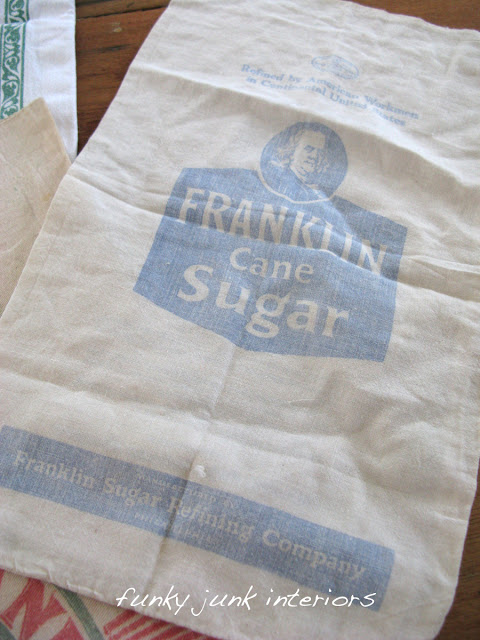 Refined by American Workmen
in Continental United States
FRANKLIN
Cane
Sugar
Franklin Sugar Refining Company
funky junk interiors